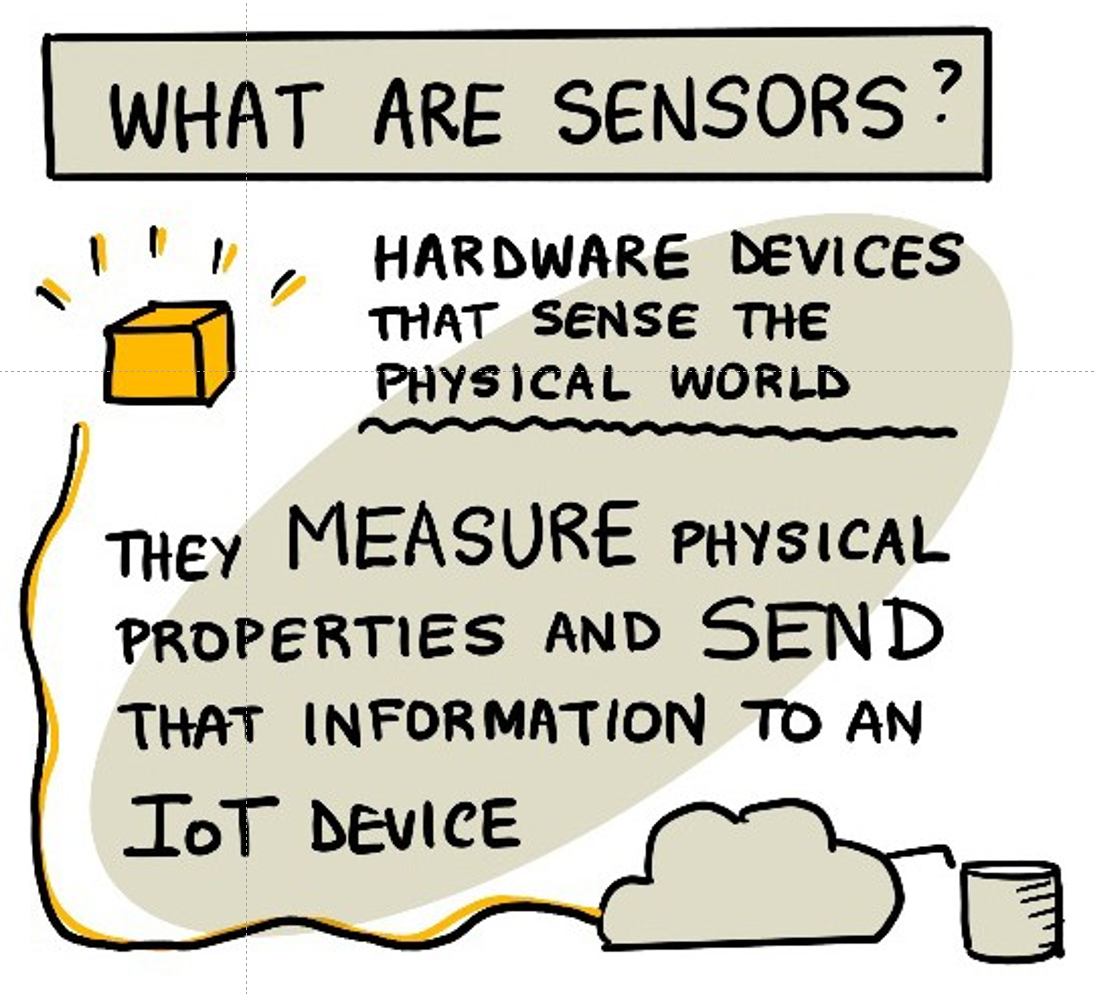 WHAT ARE SENSORS?
HARDWARE DEVICES
THAT SENSE THE
PHYSICAL WORLD
THEY MEASURE PHYSICAL
PROPERTIES AND SEND
THAT INFORMATION TO AN
IoT DEVICE